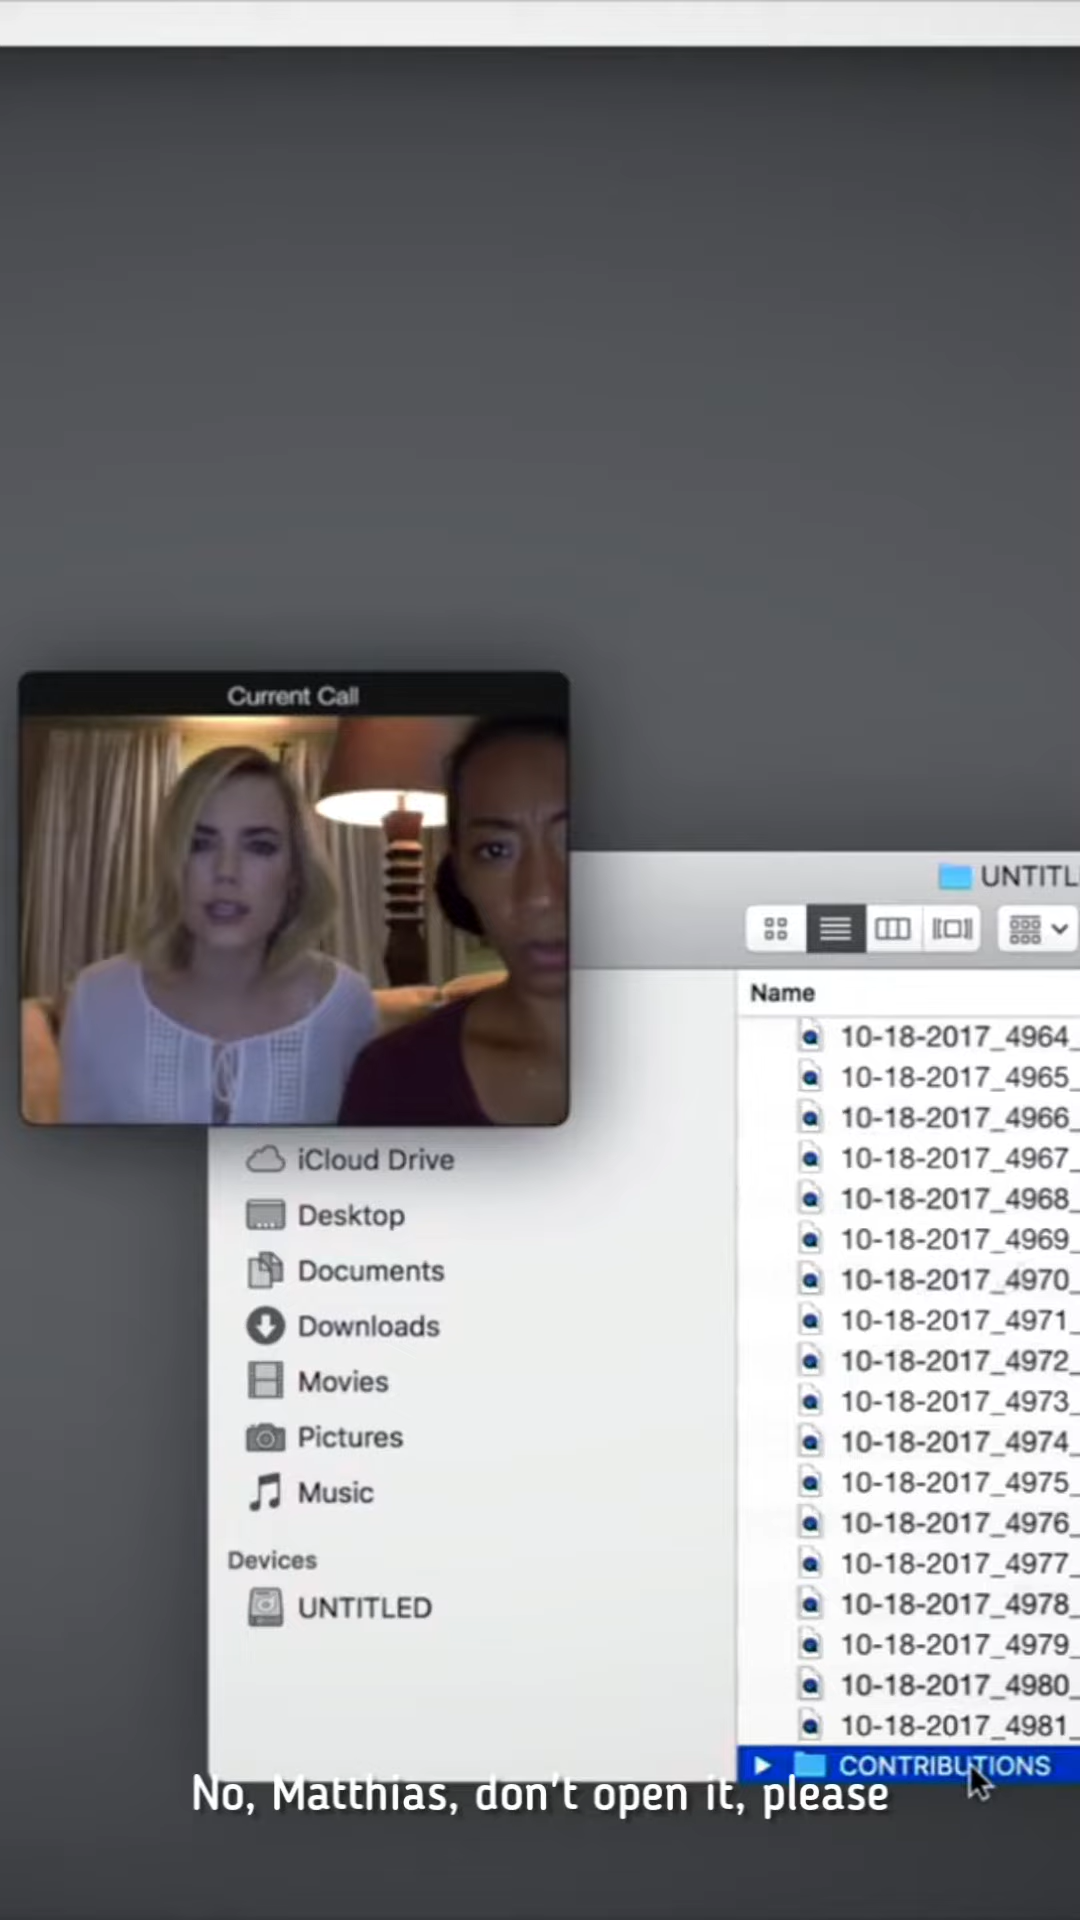 Current Call
UNTITL
Name
10-18-2017_4964_
10-18-2017_4965_
10-18-2017_4966_
10-18-2017_4967_
10-18-2017_4968_
10-18-2017_4969_
10-18-2017_4970_
10-18-2017_4971_
10-18-2017_4972_
10-18-2017_4973_
10-18-2017_4974_
10-18-2017_4975_
10-18-2017_4976_
10-18-2017_4977_
10-18-2017_4978_
10-18-2017_4979_
10-18-2017_4980_
10-18-2017_4981_
CONTRIBUTIONS
iCloud Drive
Desktop
Documents
Downloads
Movies
Pictures
Music
Devices
UNTITLED
No, Matthias, don't open it, please